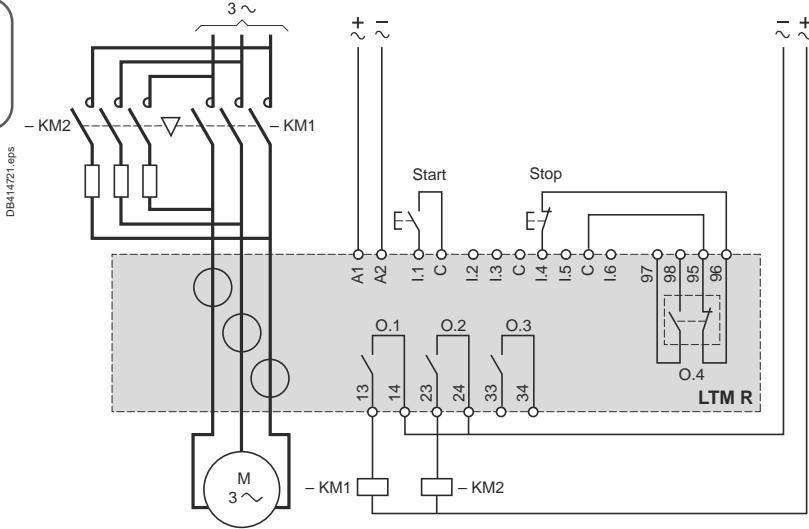 3 ∼
+ −
∼ ∼
− +
∼ ∼
– KM2
– KM1
DB414721.eps
Start
Stop
A1 A2 I.1 C I.2 I.3 C I.4 I.5 C I.6 97 98 95 96
O.1 O.2 O.3
O.4
13 14 23 24 33 34
LTM R
M
3 ∼
– KM1
– KM2